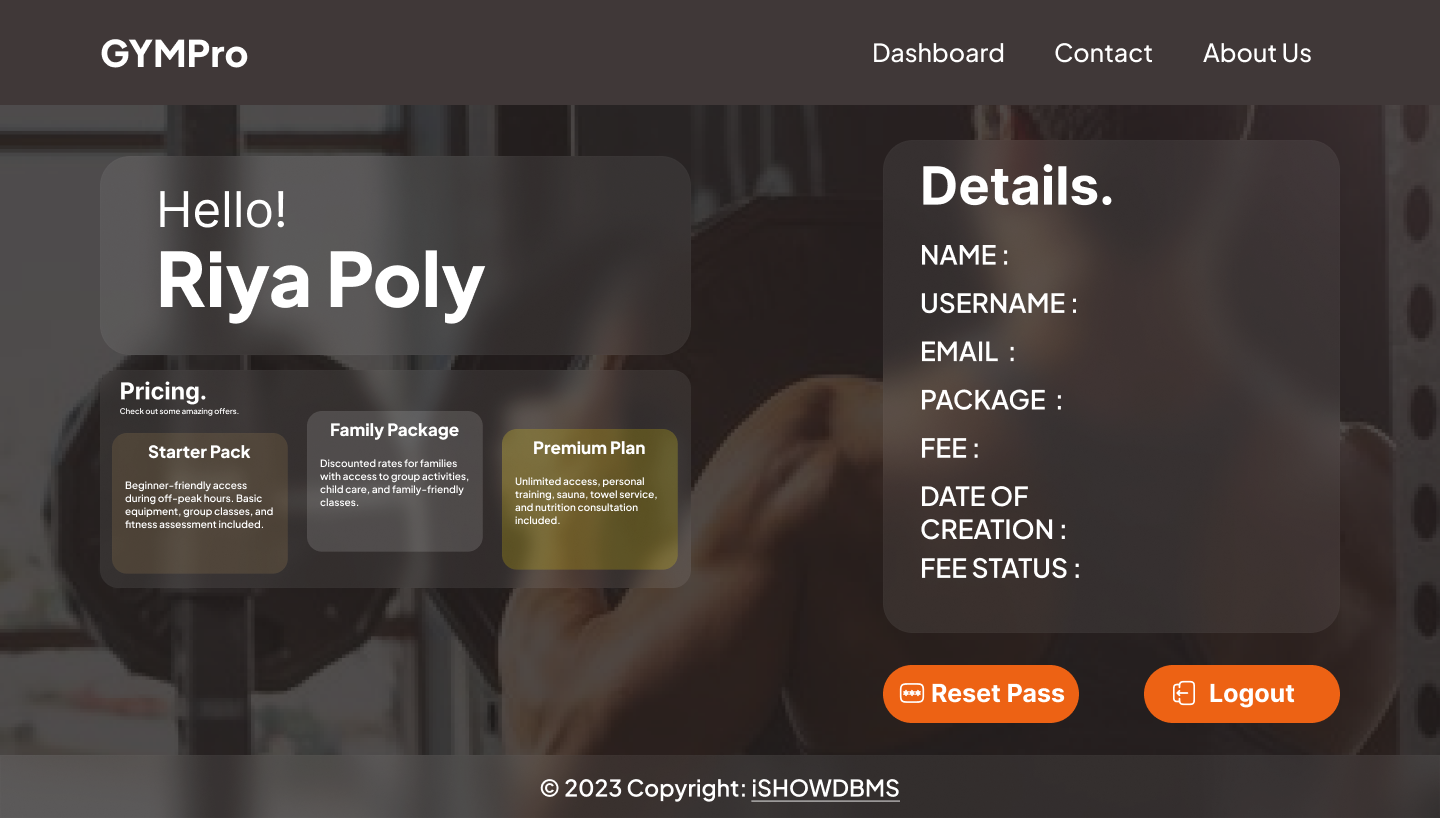 GYMPro
Dashboard
Contact
About Us
Hello!
Riya Poly
Pricing.
Check out some amazing offers.
Starter Pack
Beginner-friendly access
during off-peak hours. Basic
equipment, group classes, and
fitness assessment included.
Family Package
Discounted rates for families
with access to group activities,
child care, and family-friendly
classes.
Premium Plan
Unlimited access, personal
training, sauna, towel service,
and nutrition consultation
included.
Details.
NAME :
USERNAME :
EMAIL :
PACKAGE :
FEE :
DATE OF
CREATION :
FEE STATUS :
Reset Pass
Logout
© 2023 Copyright: iSHOWDBMS